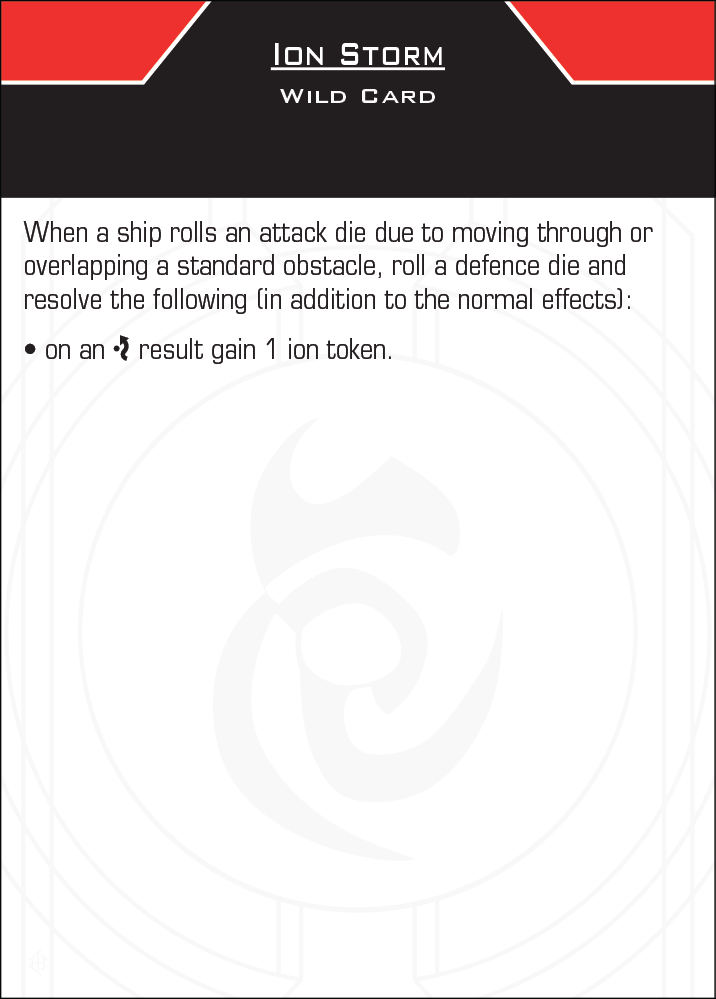 Ion Storm
Wild Card
When a ship rolls an attack die due to moving through or
overlapping a standard obstacle, roll a defence die and
resolve the following (in addition to the normal effects):
• on an result gain 1 ion token.